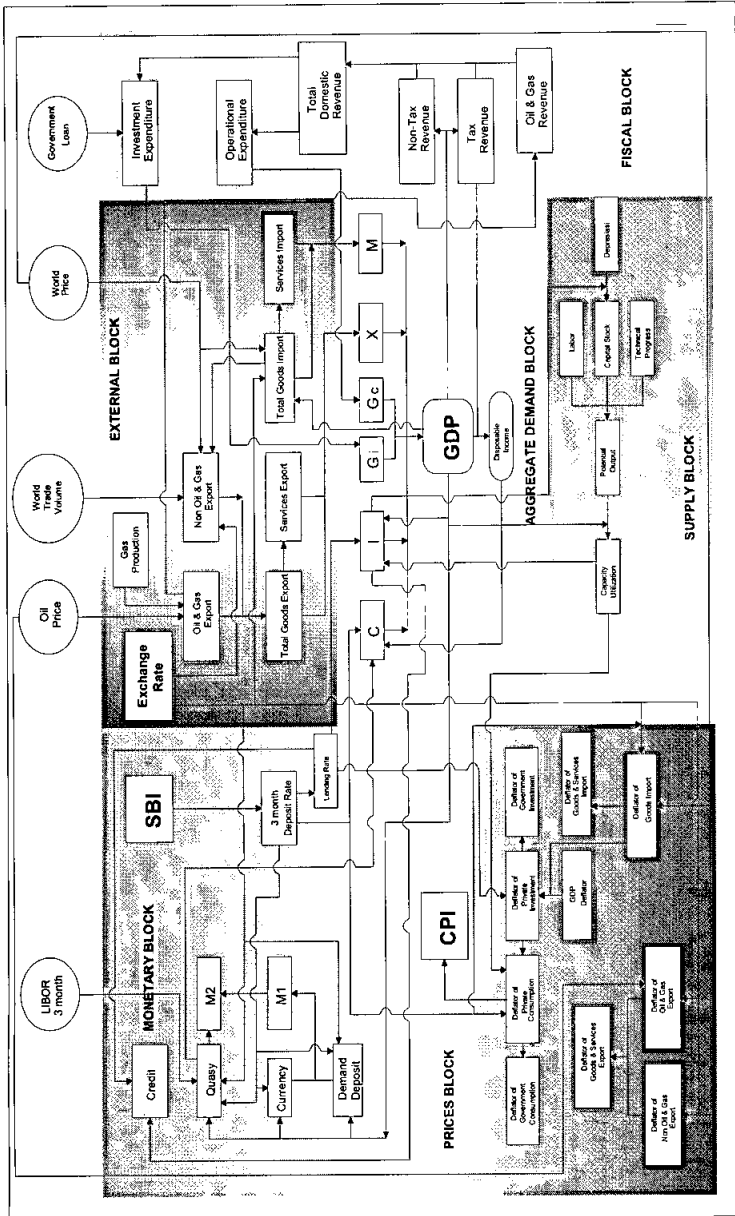 LIBOR
3 month
Oil
Price
World
Trade
Volume
World
Price
Government
Loan
MONETARY BLOCK
Credit
Quasy
M2
Currency
M1
Demand
Deposit
SBI
3 month
Deposit Rate
Lending Rate
EXTERNAL BLOCK
Exchange
Rate
Gas
Production
Oil & Gas
Export
Non Oil & Gas
Export
Total Goods Export
Services Export
Total Goods Import
Services Import
Investment
Expenditure
Operational
Expenditure
Total
Domestic
Revenue
Non-Tax
Revenue
Tax
Revenue
Oil & Gas
Revenue
FISCAL BLOCK
C
I
Gi
Gc
X
M
GDP
Disposable
Income
AGGREGATE DEMAND BLOCK
PRICES BLOCK
CPI
Deflator of
Government
Consumption
Deflator of
Private
Consumption
Deflator of
Private
Investment
Deflator of
Government
Investment
GDP
Deflator
Deflator of
Goods & Services
Import
Deflator of
Goods Import
Deflator of
Goods & Services
Export
Deflator of
Non Oil & Gas
Export
Deflator of
Oil & Gas
Export
SUPPLY BLOCK
Capacity
Utilization
Potential
Output
Labor
Capital Stock
Technical
Progress
Depresiasi